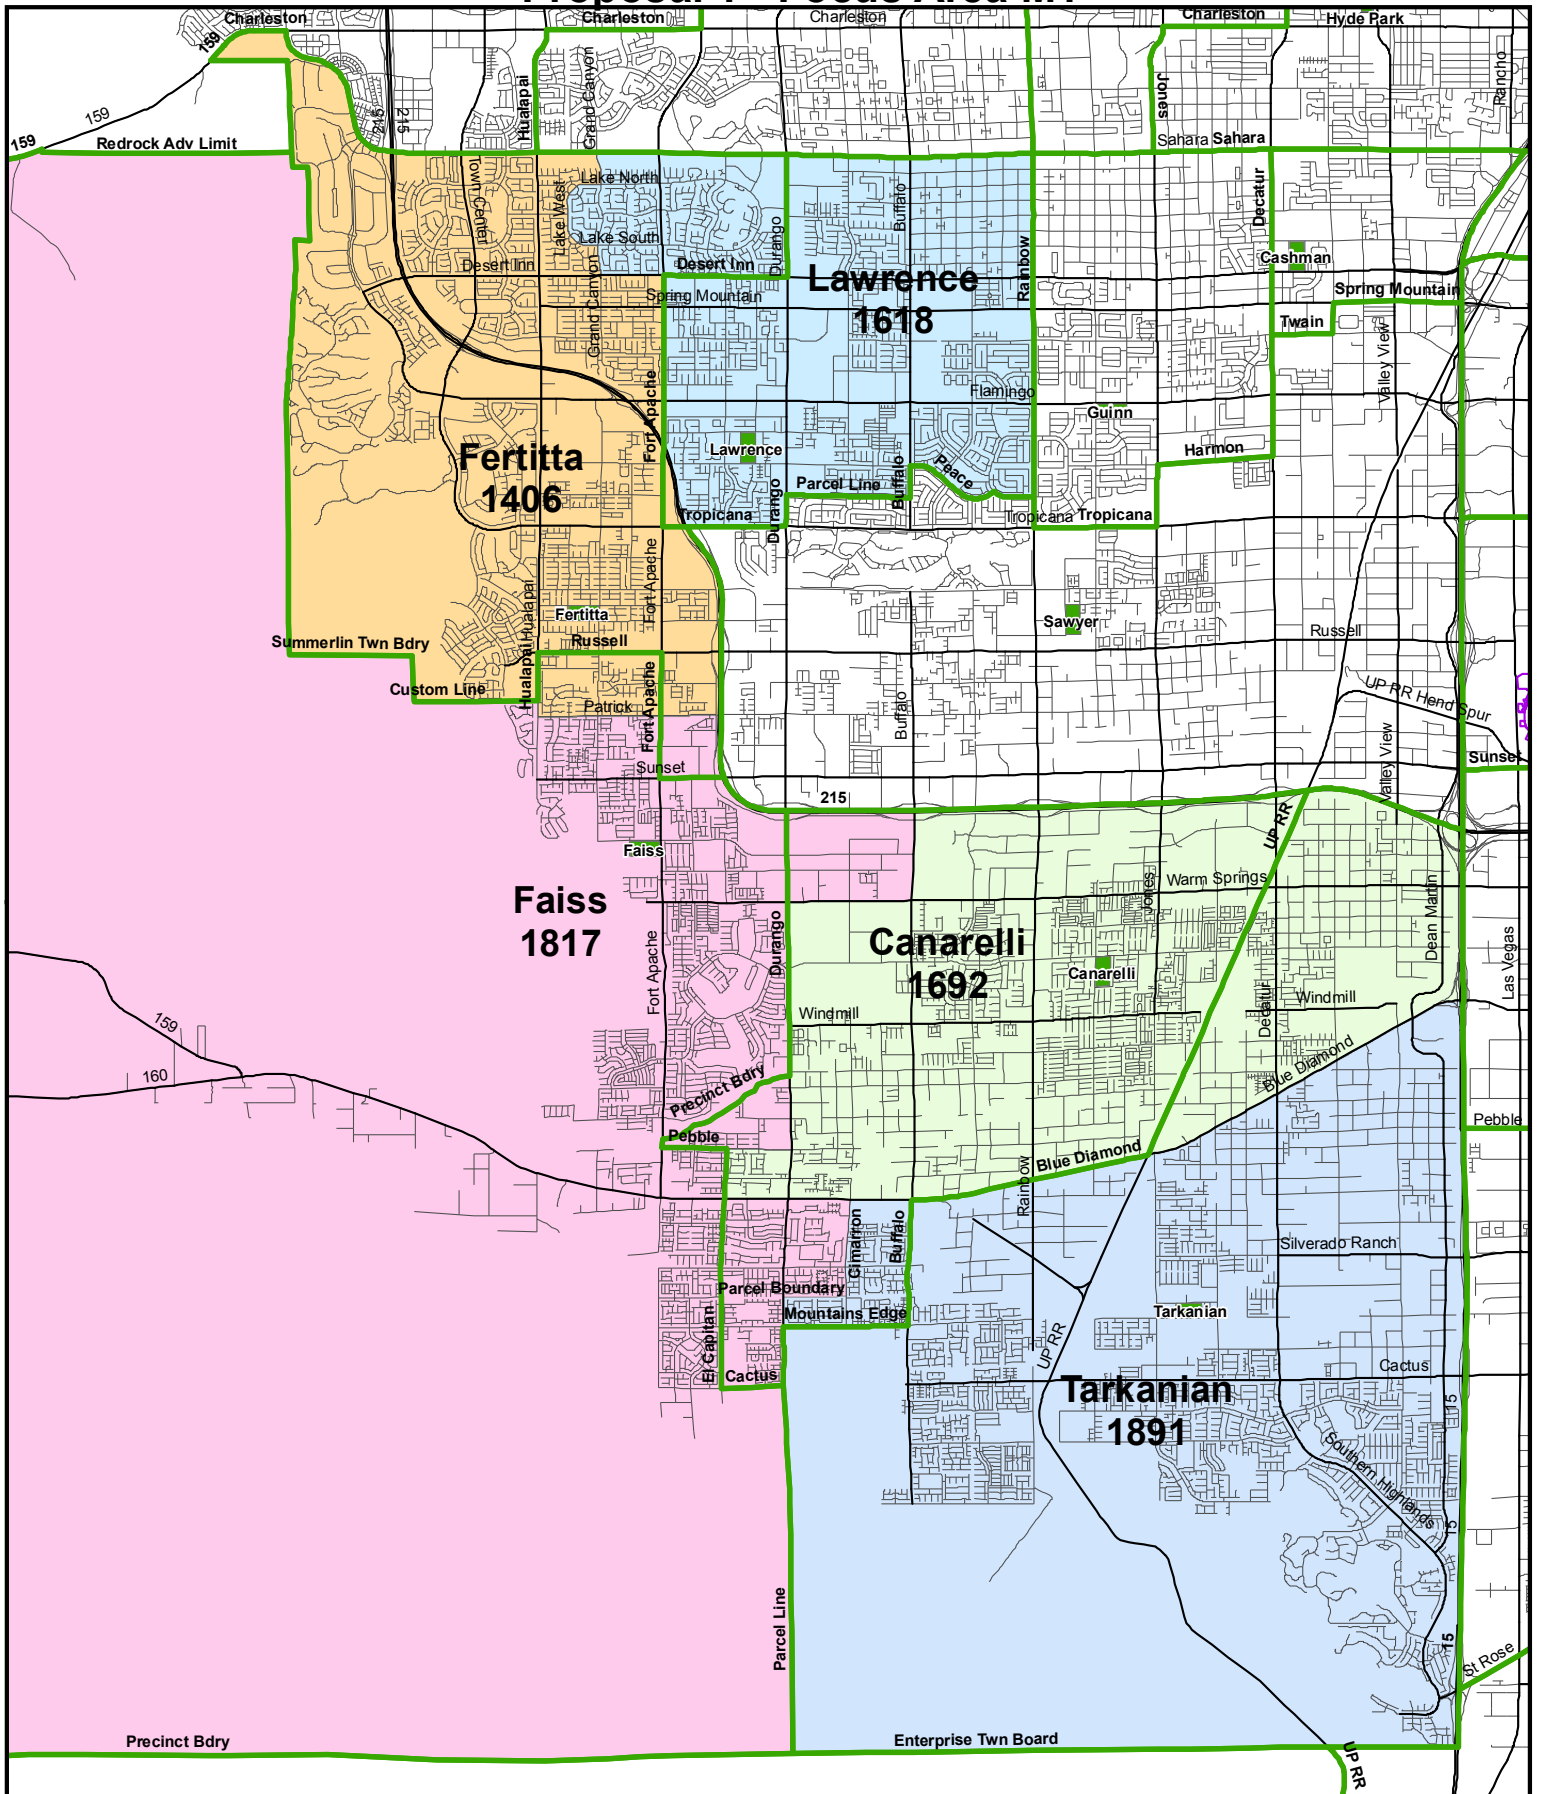 Charleston
Charleston
Charleston
Charleston
Hyde Park
159
Rancho
Hualapai
Grand Canyon
Jones
215
215
159
159
Redrock Adv Limit
Sahara
Sahara
Lake North
Town Center
Lake West
Buffalo
Decatur
Lake South
Durango
Desert Inn
Desert Inn
Rainbow
Cashman
Lawrence
1618
Spring Mountain
Spring Mountain
Grand Canyon
Twain
Valley View
Flamingo
Fort Apache
Guinn
Lawrence
Harmon
Fertitta
1406
Peace
Buffalo
Parcel Line
Durango
Tropicana
Tropicana
Tropicana
Fort Apache
Hualapai
Fertitta
Sawyer
Russell
Russell
Summerlin Twn Bdry
Hualapai
Custom Line
Patrick
Fort Apache
Buffalo
UP RR Hend Spur
Valley View
Sunset
Sunset
215
UP RR
Faiss
Warm Springs
Jones
Dean Martin
Faiss
1817
Durango
Canarelli
1692
Canarelli
Fort Apache
Las Vegas
Windmill
Windmill
Decatur
159
160
Blue Diamond
Precinct Bdry
Pebble
Pebble
Blue Diamond
Rainbow
Cimarron
Buffalo
Silverado Ranch
Parcel Boundary
Mountains Edge
Tarkanian
El Capitan
UP RR
Cactus
Cactus
Tarkanian
1891
15
Southern Highlands
15
Parcel Line
15
St Rose
Precinct Bdry
Enterprise Twn Board
UP RR